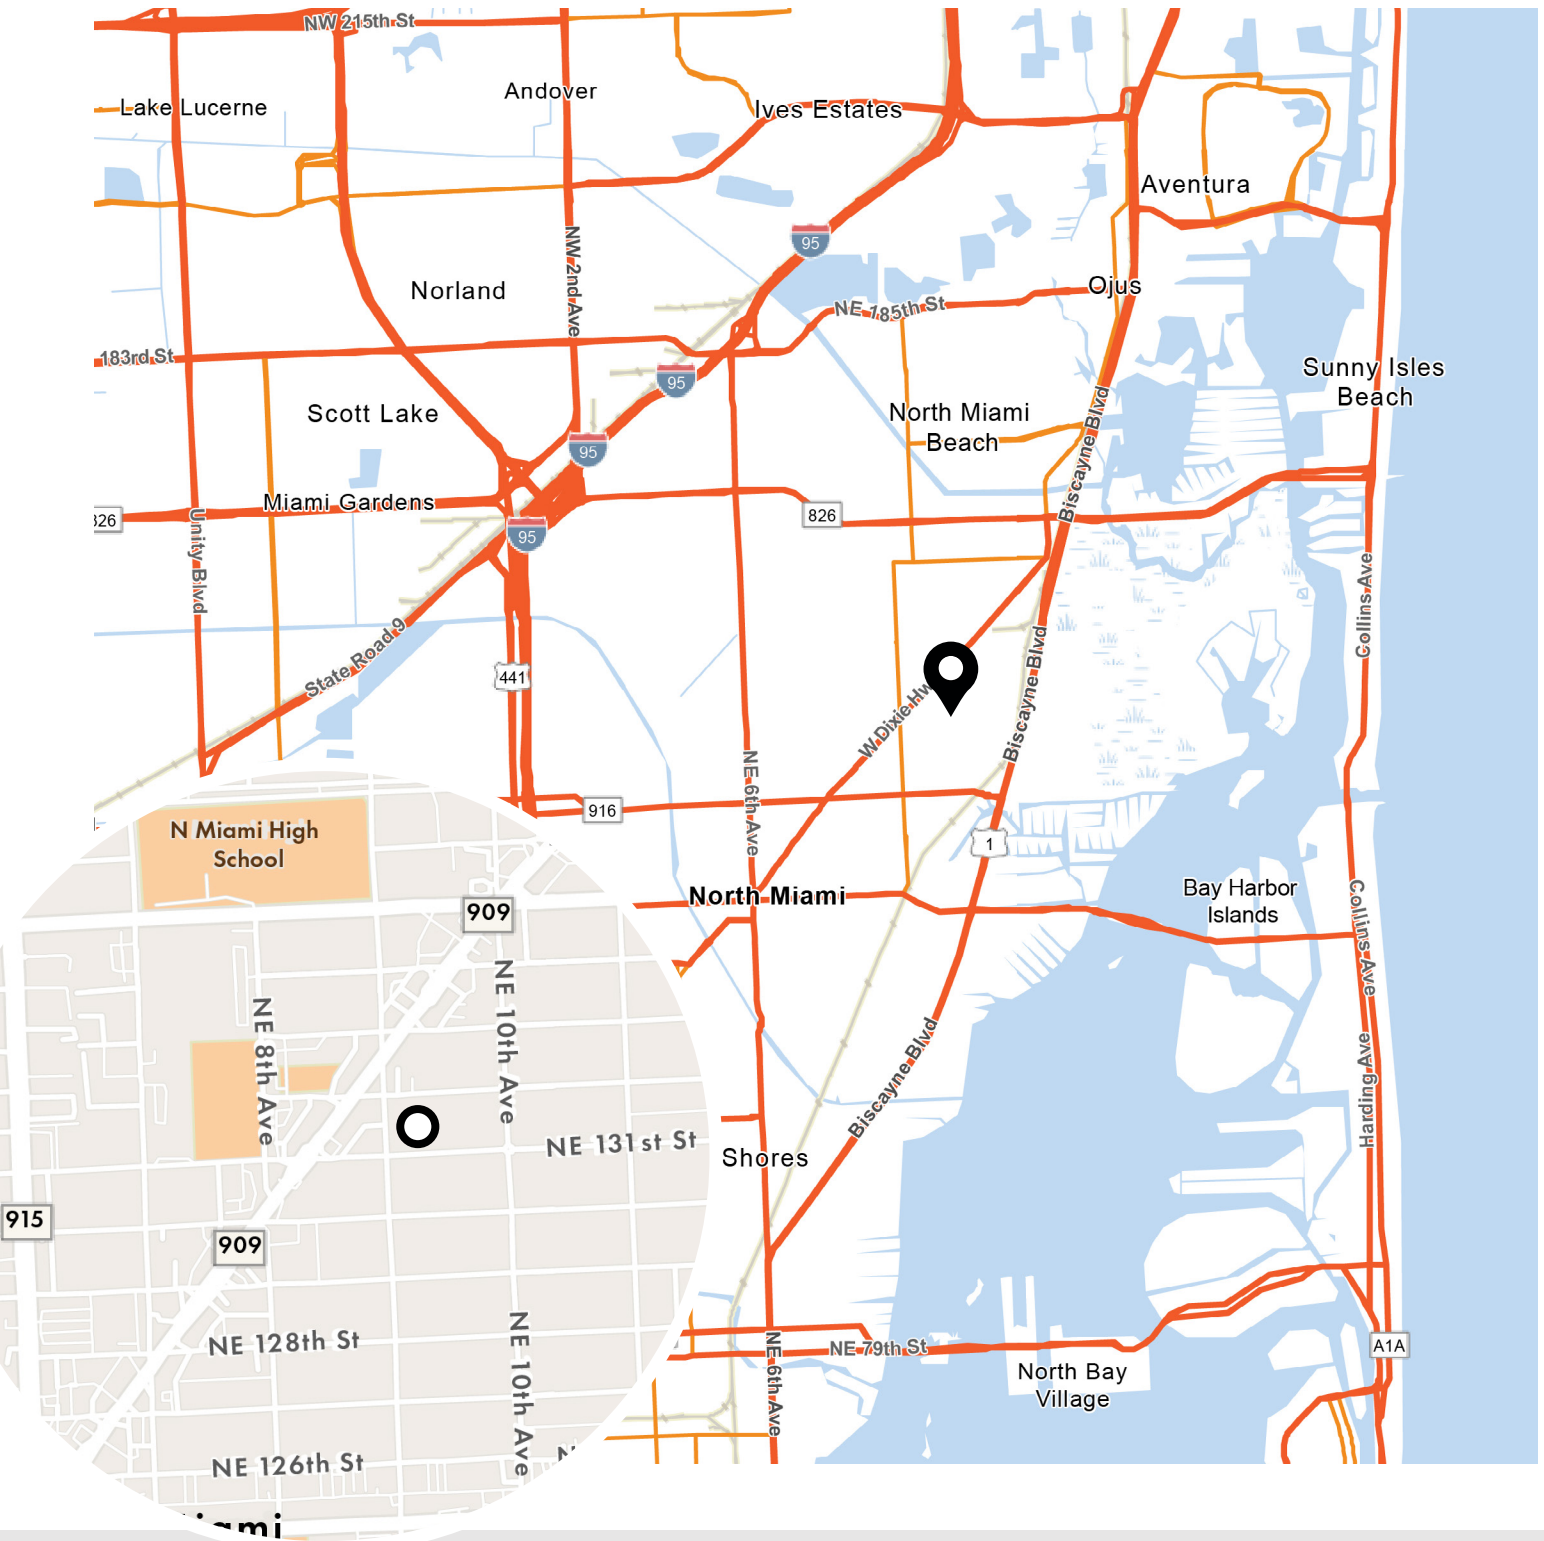 NW 215th St
Andover
Lake Lucerne
Ives Estates
Aventura
NW 2nd Ave
95
Ojus
Norland
NE 185th St
183rd St
Sunny Isles
Beach
95
Scott Lake
North Miami
Beach
95
Biscayne Blvd
Miami Gardens
826
826
95
Unity Blvd
Collins Ave
State Road 9
441
Biscayne Blvd
W Dixie Hwy
NE 6th Ave
916
1
N Miami High
School
North Miami
Bay Harbor
Islands
909
Collins Ave
NE 8th Ave
NE 10th Ave
Biscayne Blvd
Harding Ave
NE 131st St
Shores
915
909
NE 128th St
NE 10th Ave
NE 6th Ave
NE 79th St
A1A
North Bay
Village
NE 126th St
N
iami